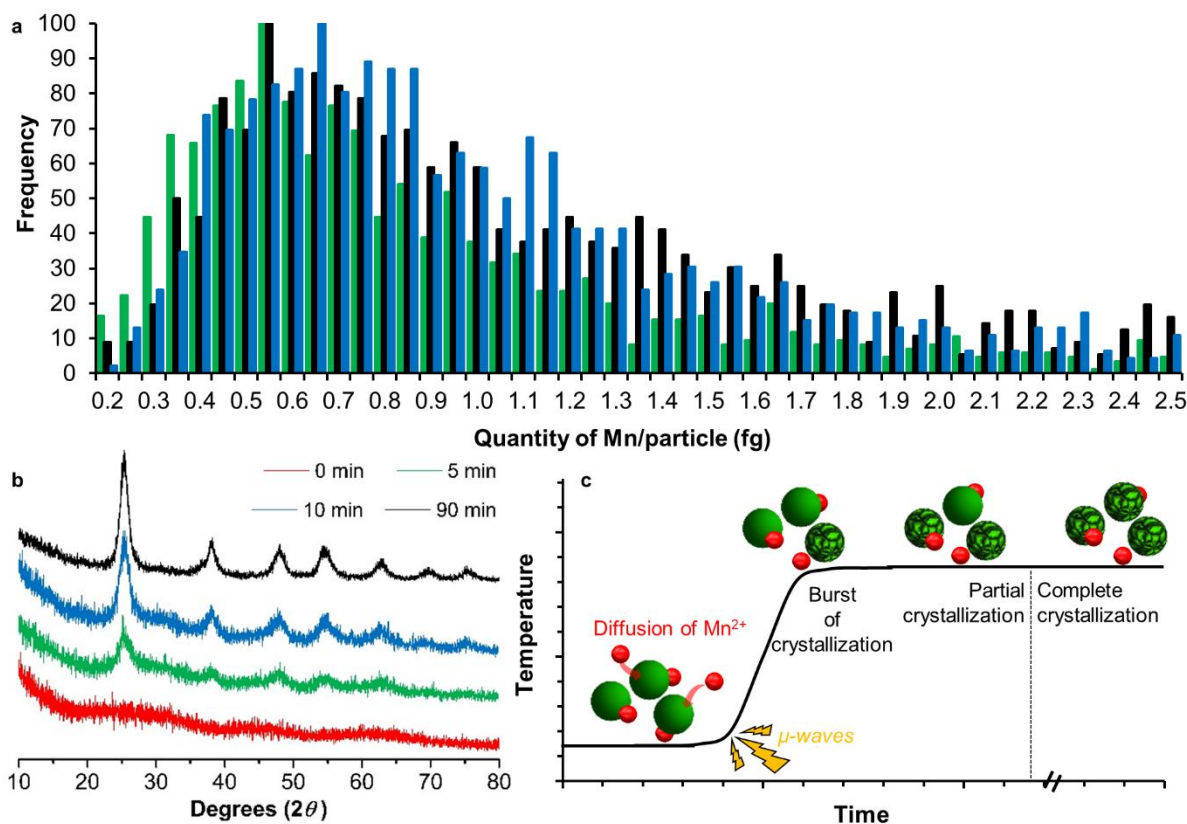 a
100
90
80
70
60
50
40
30
20
10
0
Frequency
0.2 0.3 0.4 0.5 0.6 0.7 0.8 0.9 1.0 1.1 1.2 1.3 1.4 1.5 1.6 1.7 1.8 1.9 2.0 2.1 2.2 2.3 2.4 2.5
Quantity of Mn/particle (fg)
b
0 min 5 min
10 min 90 min
10 20 30 40 50 60 70 80
Degrees (2θ)
c
Temperature
Diffusion of Mn²⁺
μ-waves
Burst
of
crystallization
Partial
crystallization
Complete
crystallization
Time